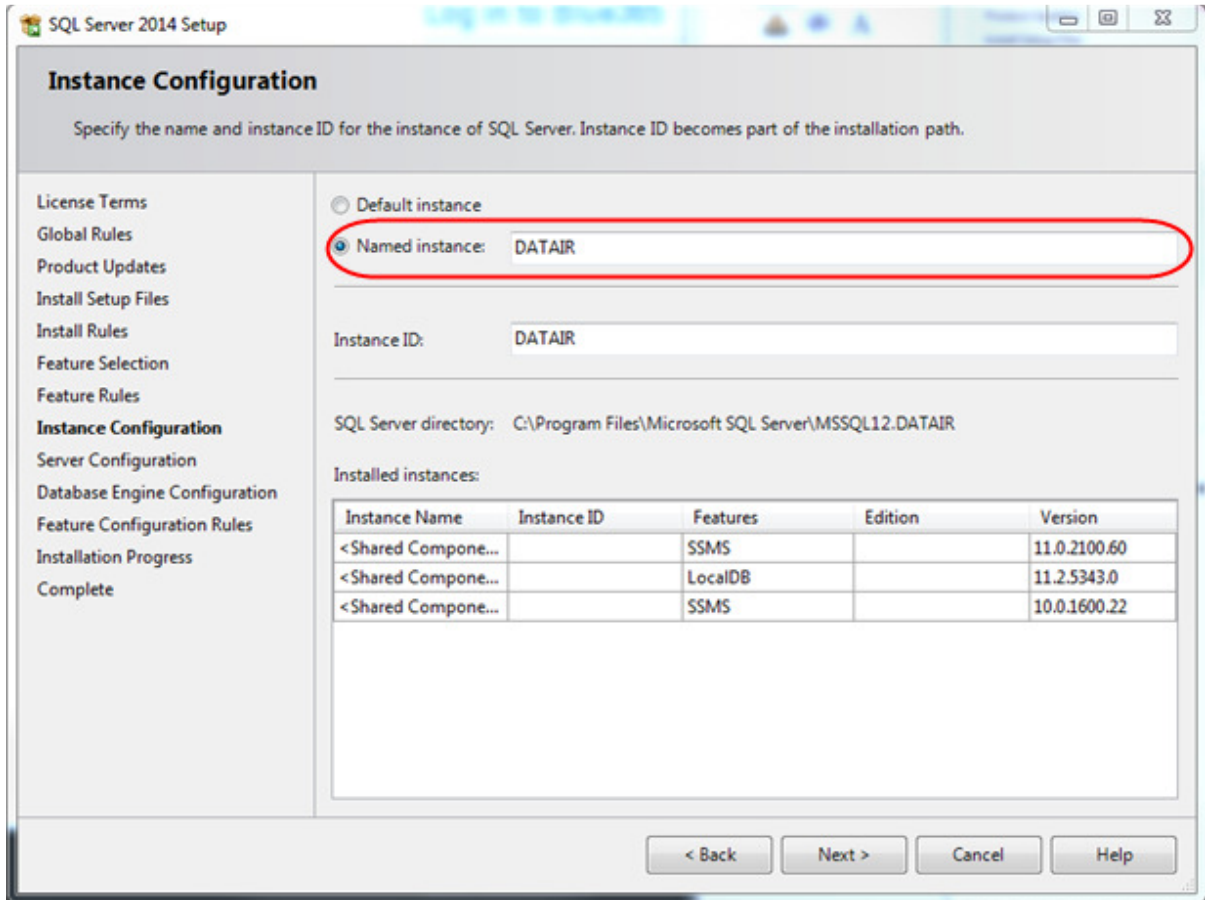 SQL Server 2014 Setup
Instance Configuration
Specify the name and instance ID for the instance of SQL Server. Instance ID becomes part of the installation path.
License Terms
Global Rules
Product Updates
Install Setup Files
Install Rules
Feature Selection
Feature Rules
Instance Configuration
Server Configuration
Database Engine Configuration
Feature Configuration Rules
Installation Progress
Complete
Default instance
Named instance: DATAIR
Instance ID: DATAIR
SQL Server directory: C:\Program Files\Microsoft SQL Server\MSSQL12.DATAIR
Installed instances:
Instance Name Instance ID Features Edition Version
<Shared Compone... SSMS 11.0.2100.60
<Shared Compone... LocalDB 11.2.5343.0
<Shared Compone... SSMS 10.0.1600.22
< Back Next > Cancel Help